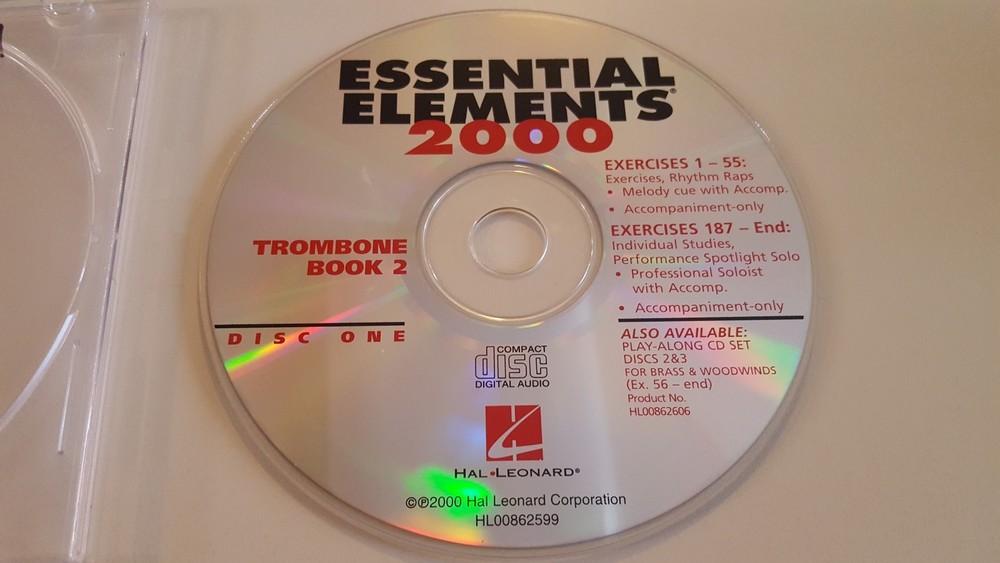 ESSENTIAL
ELEMENTS®
2000
EXERCISES 1 – 55:
Exercises, Rhythm Raps
• Melody cue with Accomp.
• Accompaniment-only
EXERCISES 187 – End:
Individual Studies,
Performance Spotlight Solo
• Professional Soloist
with Accomp.
• Accompaniment-only
TROMBONE
BOOK 2
DISC ONE
ALSO AVAILABLE:
PLAY-ALONG CD SET
DISCS 2&3
FOR BRASS & WOODWINDS
(Ex. 56 – end)
Product No.
HL00862606
COMPACT
disc
DIGITAL AUDIO
HAL•LEONARD®
©℗2000 Hal Leonard Corporation
HL00862599